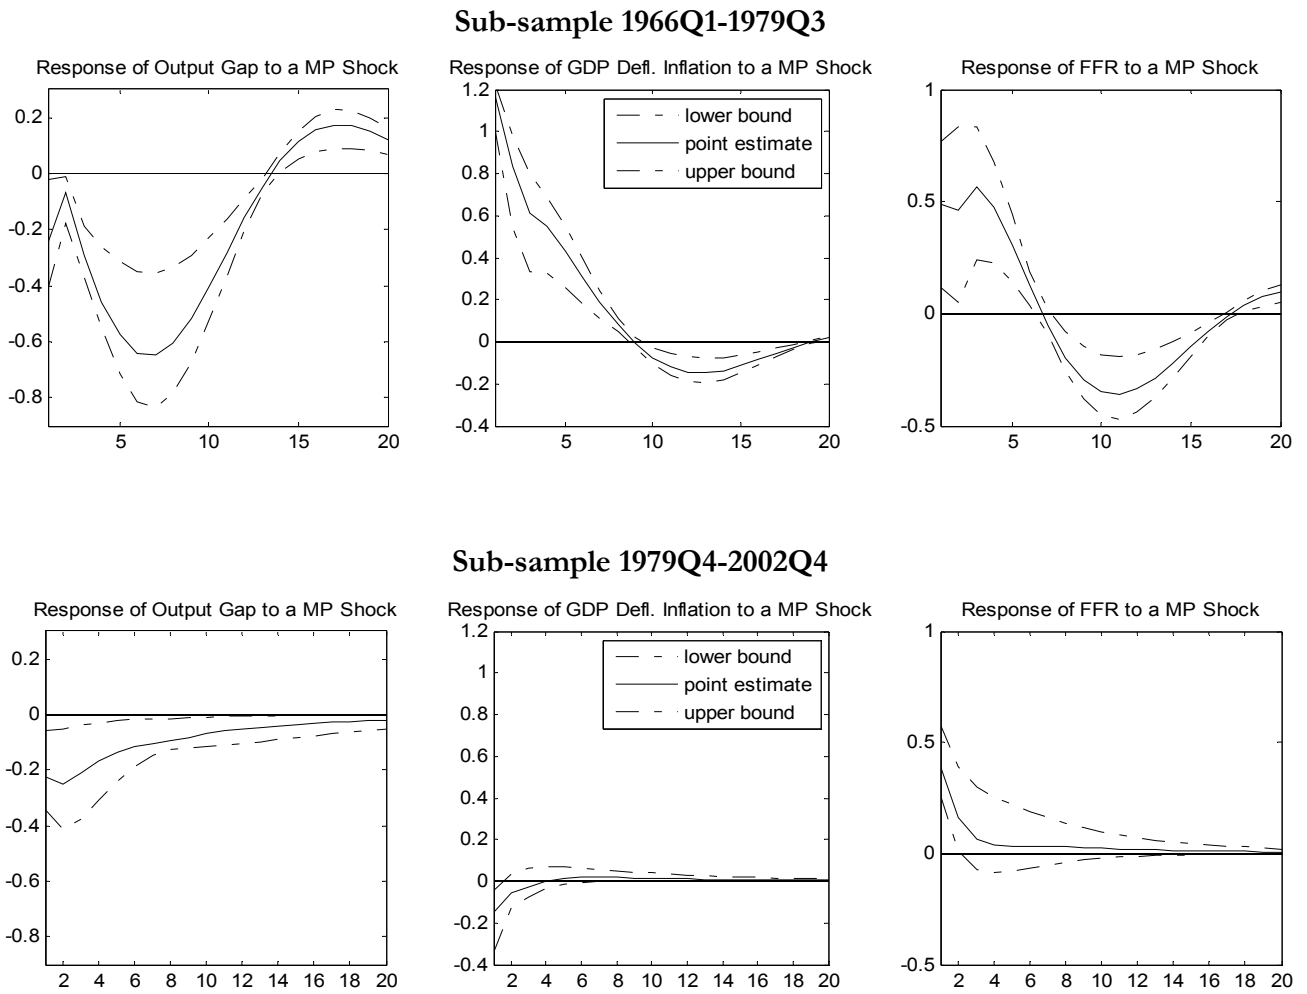 Sub-sample 1966Q1-1979Q3
Response of Output Gap to a MP Shock
0.2
0
-0.2
-0.4
-0.6
-0.8
5 10 15 20
Response of GDP Defl. Inflation to a MP Shock
1.2
1
0.8
0.6
0.4
0.2
0
-0.2
-0.4
5 10 15 20
lower bound
point estimate
upper bound
Response of FFR to a MP Shock
1
0.5
0
-0.5
5 10 15 20
Sub-sample 1979Q4-2002Q4
Response of Output Gap to a MP Shock
0.2
0
-0.2
-0.4
-0.6
-0.8
2 4 6 8 10 12 14 16 18 20
Response of GDP Defl. Inflation to a MP Shock
1.2
1
0.8
0.6
0.4
0.2
0
-0.2
-0.4
2 4 6 8 10 12 14 16 18 20
lower bound
point estimate
upper bound
Response of FFR to a MP Shock
1
0.5
0
-0.5
2 4 6 8 10 12 14 16 18 20